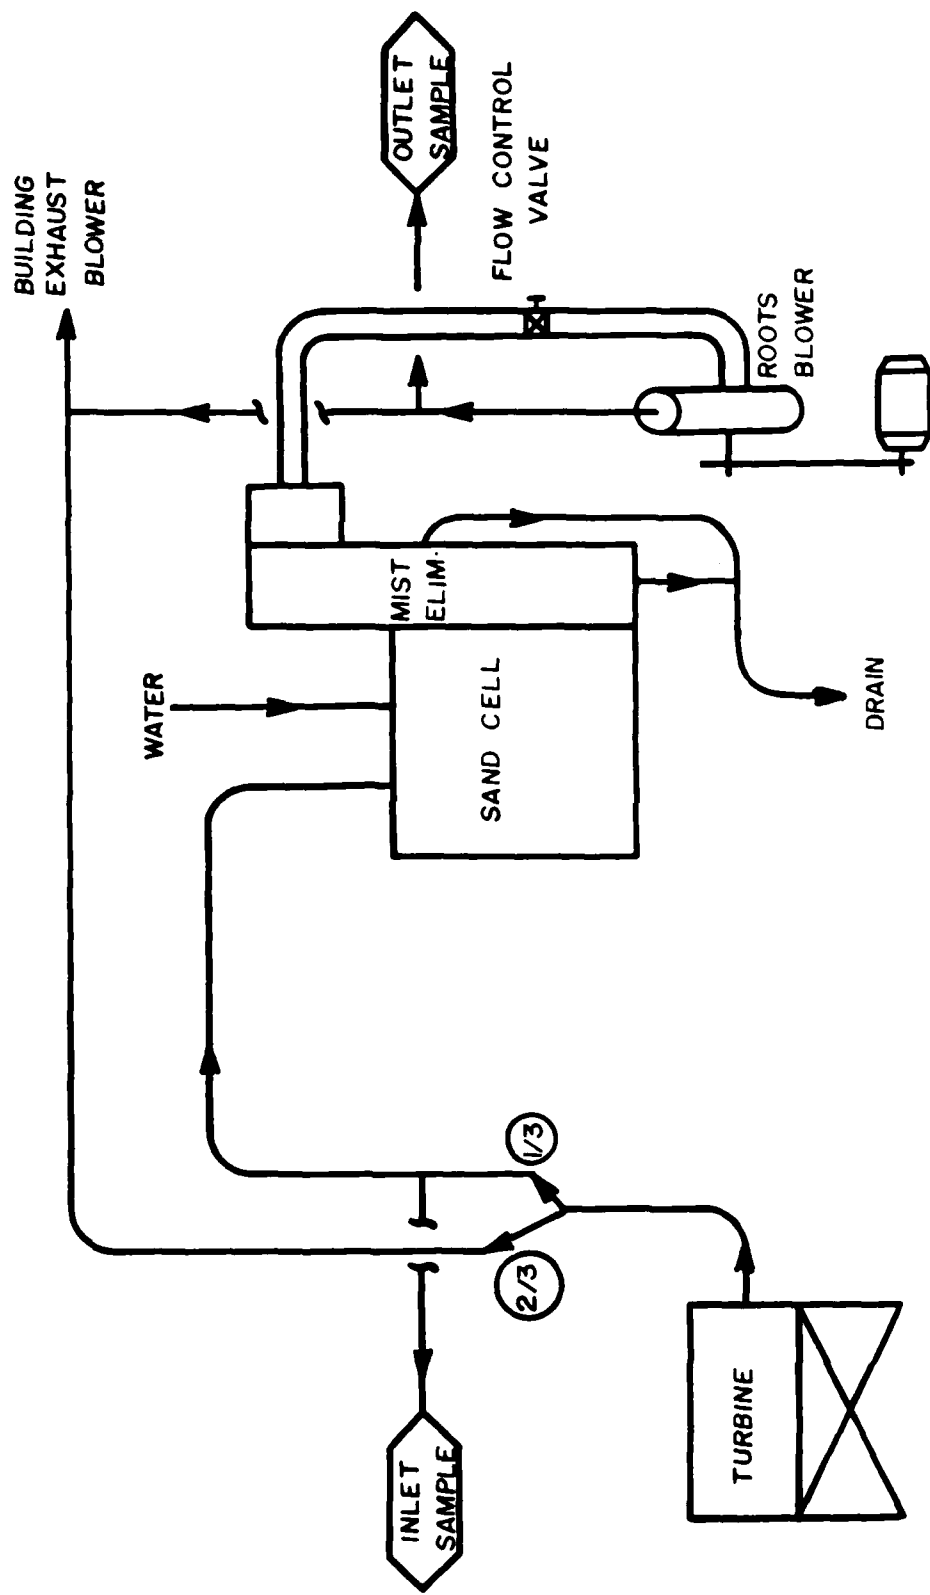 BUILDING
EXHAUST
BLOWER
OUTLET
SAMPLE
FLOW CONTROL
VALVE
WATER
MIST
ELIM.
ROOTS
BLOWER
SAND CELL
DRAIN
1/3
2/3
INLET
SAMPLE
TURBINE